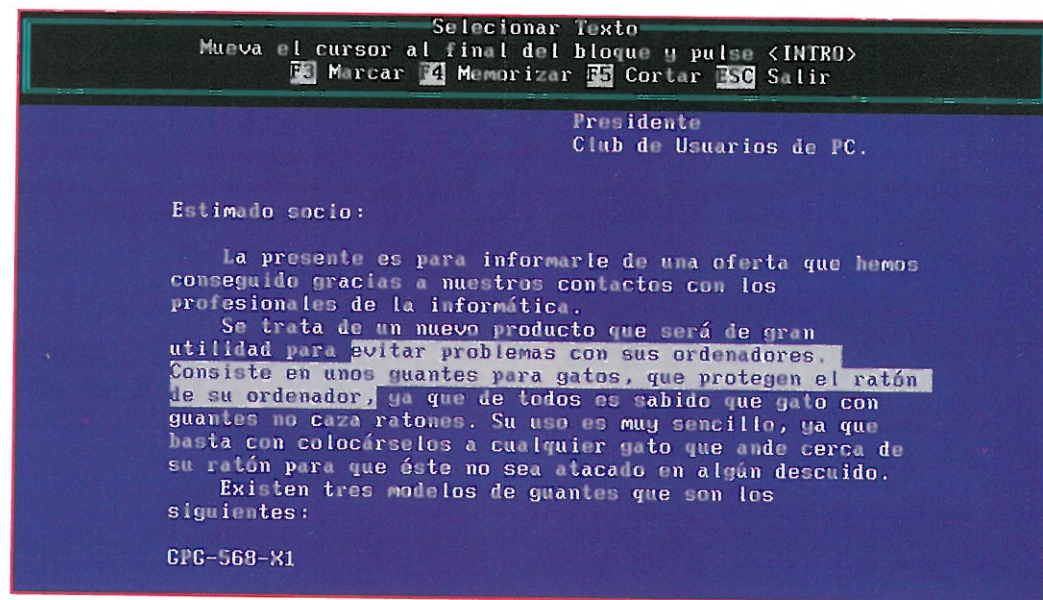 Selecionar Texto
Mueva el cursor al final del bloque y pulse <INTRO>
F3 Marcar F4 Memorizar F5 Cortar ESC Salir
Presidente
Club de Usuarios de PC.
Estimado socio:
La presente es para informarle de una oferta que hemos
conseguido gracias a nuestros contactos con los
profesionales de la informática.
Se trata de un nuevo producto que será de gran
utilidad para evitar problemas con sus ordenadores.
Consiste en unos guantes para gatos, que protegen el ratón
de su ordenador, ya que de todos es sabido que gato con
guantes no caza ratones. Su uso es muy sencillo, ya que
basta con colocárselos a cualquier gato que ande cerca de
su ratón para que éste no sea atacado en algún descuido.
Existen tres modelos de guantes que son los
siguientes:
GPG-568-X1